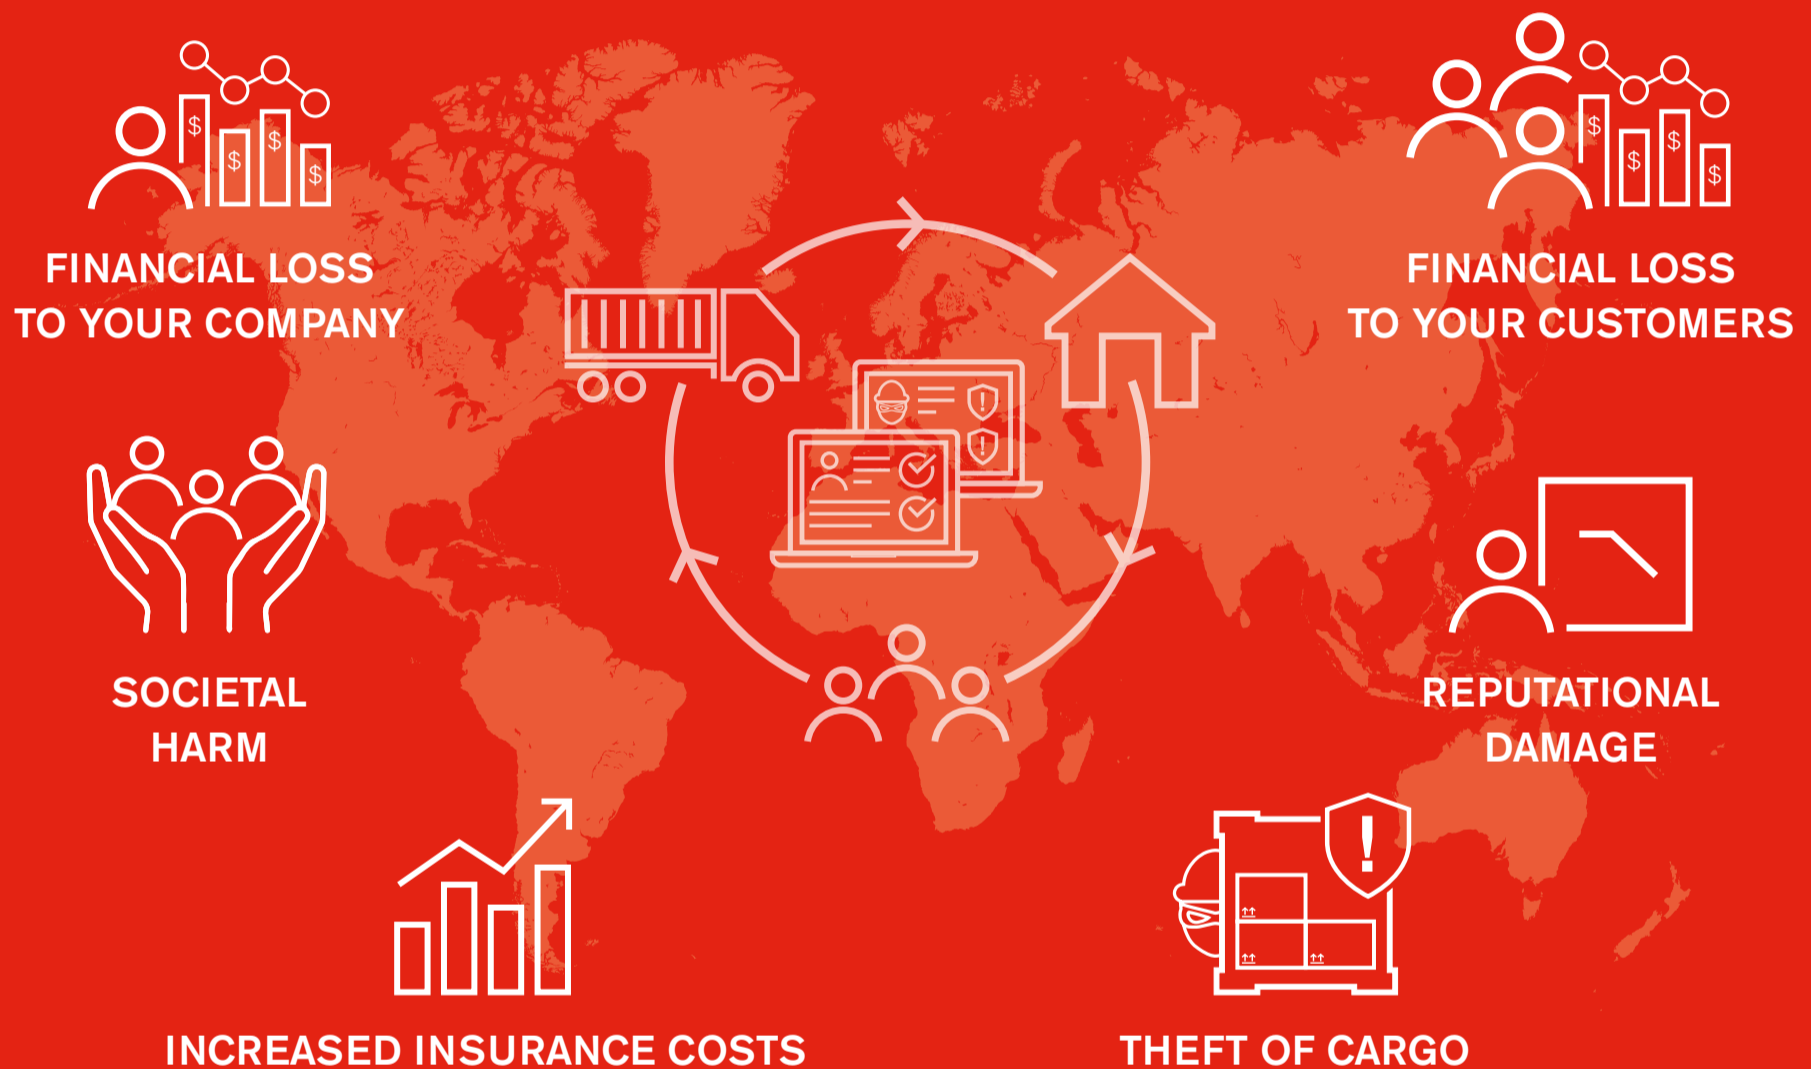 FINANCIAL LOSS
TO YOUR COMPANY
FINANCIAL LOSS
TO YOUR CUSTOMERS
SOCIETAL
HARM
REPUTATIONAL
DAMAGE
INCREASED INSURANCE COSTS
THEFT OF CARGO